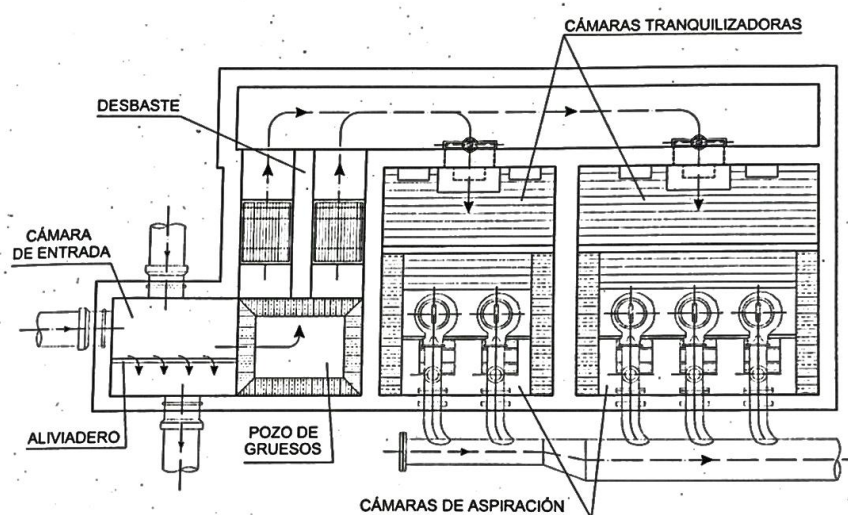 CÁMARAS TRANQUILIZADORAS
DESBASTE
CÁMARA
DE ENTRADA
ALIVIADERO
POZO DE
GRUESOS
CÁMARAS DE ASPIRACIÓN